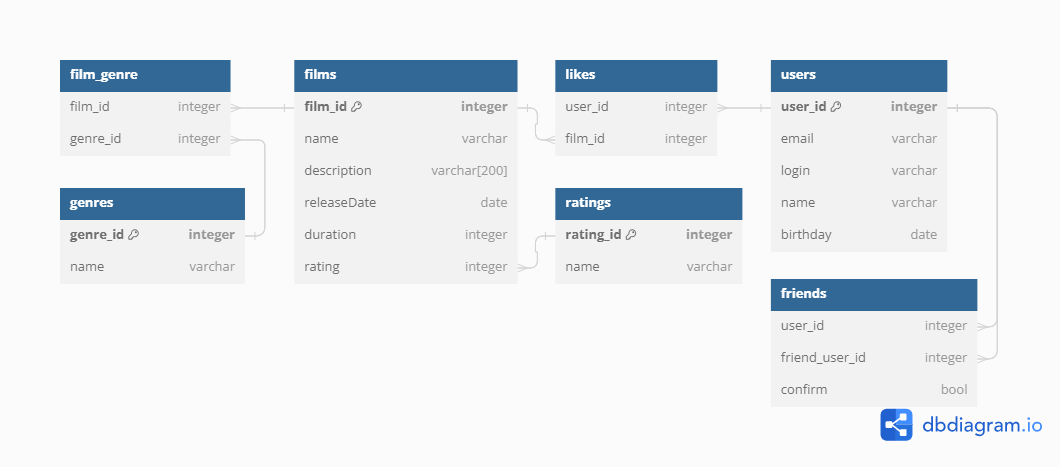 film_genre
film_id integer
genre_id integer
genres
genre_id integer
name varchar
films
film_id integer
name varchar
description varchar[200]
releaseDate date
duration integer
rating integer
likes
user_id integer
film_id integer
ratings
rating_id integer
name varchar
users
user_id integer
email varchar
login varchar
name varchar
birthday date
friends
user_id integer
friend_user_id integer
confirm bool
dbdiagram.io